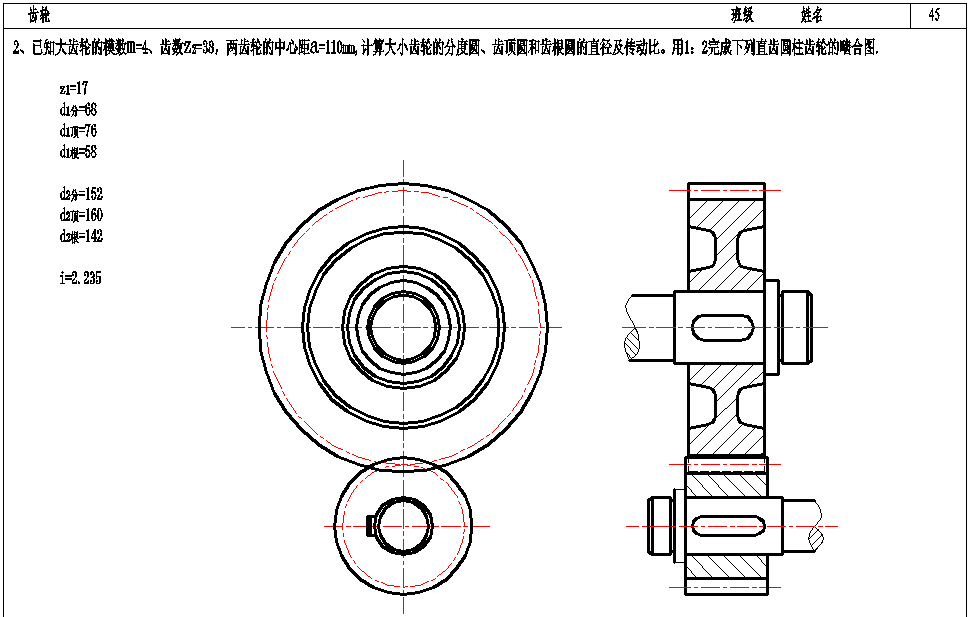 齿轮 班级 姓名 45
2、已知大齿轮的模数m=4、齿数Z2=38，两齿轮的中心距a=110mm,计算大小齿轮的分度圆、齿顶圆和齿根圆的直径及传动比。用1：2完成下列直齿圆柱齿轮的啮合图.
z1=17
d1分=68
d1顶=76
d1根=58
d2分=152
d2顶=160
d2根=142
i=2.235